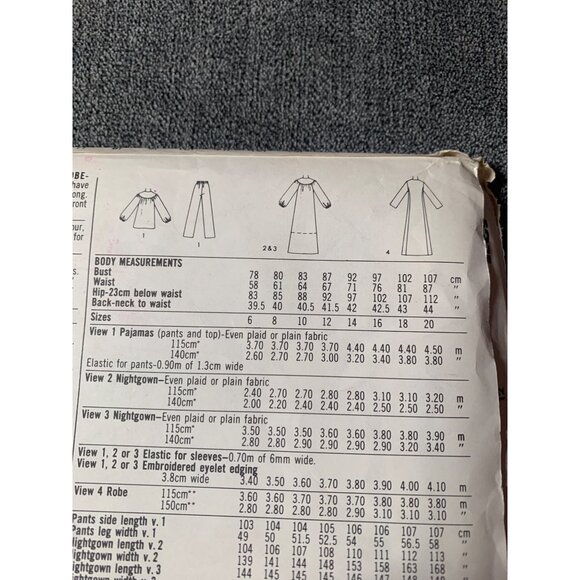 OBE-
have
ong.
front
our,
for
1
1
2 & 3
4
BODY MEASUREMENTS
Bust 78 80 83 87 92 97 102 107 cm
Waist 58 61 64 67 71 76 81 87 "
Hip-23cm below waist 83 85 88 92 97 102 107 112 "
Back-neck to waist 39.5 40 40.5 41.5 42 42.5 43 44 "
Sizes 6 8 10 12 14 16 18 20
View 1 Pajamas (pants and top)-Even plaid or plain fabric
115cm* 3.70 3.70 3.70 3.70 4.40 4.40 4.40 4.50 m
140cm* 2.60 2.70 2.70 3.00 3.20 3.40 3.80 3.80 "
Elastic for pants-0.90m of 1.3cm wide
View 2 Nightgown-Even plaid or plain fabric
115cm* 2.40 2.70 2.70 2.80 2.80 3.10 3.10 3.20 m
140cm* 2.00 2.20 2.40 2.40 2.40 2.50 2.50 2.50 "
View 3 Nightgown-Even plaid or plain fabric
115cm* 3.50 3.50 3.50 3.60 3.60 3.80 3.80 3.90 m
140cm* 2.80 2.80 2.90 2.90 2.90 2.90 3.20 3.40 "
View 1, 2 or 3 Elastic for sleeves-0.70m of 6mm wide.
View 1, 2 or 3 Embroidered eyelet edging
3.8cm wide 3.40 3.50 3.60 3.70 3.80 3.90 4.00 4.10 m
View 4 Robe 115cm** 3.60 3.60 3.70 3.70 3.70 3.80 3.80 3.80 m
150cm** 2.80 2.80 2.80 2.80 2.90 3.10 3.10 3.10 "
Pants side length v. 1 103 104 104 105 106 106 107 107 cm
Pants leg width v. 1 49 50 51.5 52.5 54 55 56.5 58 "
Nightgown length v. 2 104 106 107 108 110 111 112 113 "
Nightgown width v. 2 139 141 144 148 153 158 163 168 "
Nightgown length v. 3 144 145 146 147 149